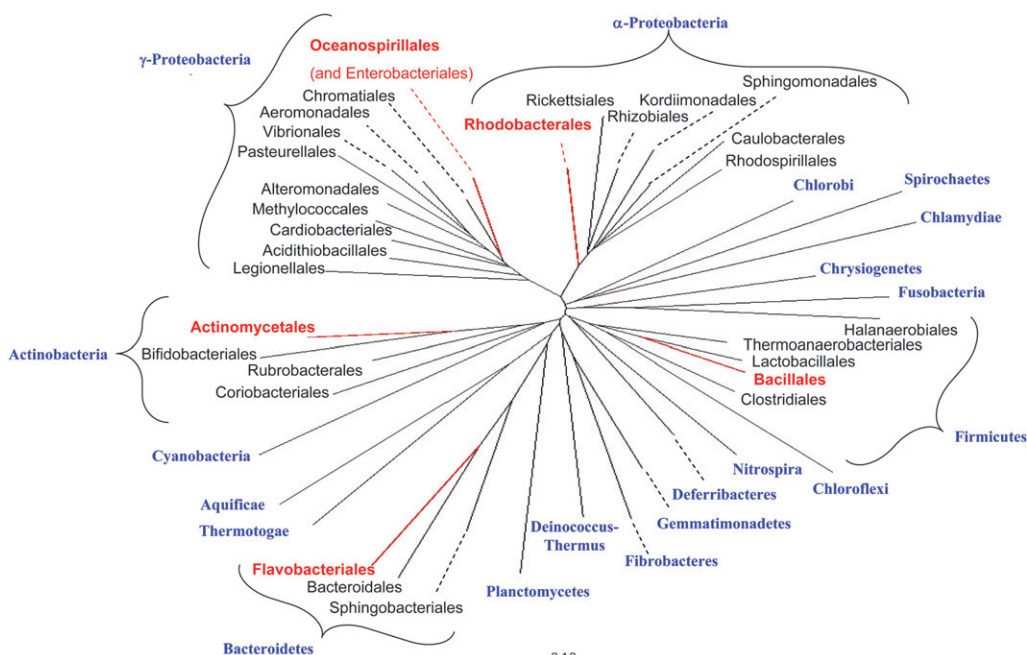 α-Proteobacteria
Oceanospirillales
γ-Proteobacteria
(and Enterobacteriales)
Sphingomonadales
Chromatiales
Rickettsiales
Kordiimonadales
Aeromonadales
Rhizobiales
Rhodobacterales
Vibrionales
Caulobacterales
Pasteurellales
Rhodospirillales
Chlorobi
Spirochaetes
Alteromonadales
Methylococcales
Chlamydiae
Cardiobacteriales
Acidithiobacillales
Legionellales
Chrysiogenetes
Fusobacteria
Actinomycetales
Halanaerobiales
Thermoanaerobacteriales
Actinobacteria
Bifidobacteriales
Lactobacillales
Rubrobacterales
Bacillales
Coriobacteriales
Clostridiales
Firmicutes
Cyanobacteria
Nitrospira
Chloroflexi
Deferribacteres
Aquificae
Gemmatimonadetes
Thermotogae
Deinococcus-
Thermus
Fibrobacteres
Flavobacteriales
Bacteroidales
Planctomycetes
Sphingobacteriales
Bacteroidetes